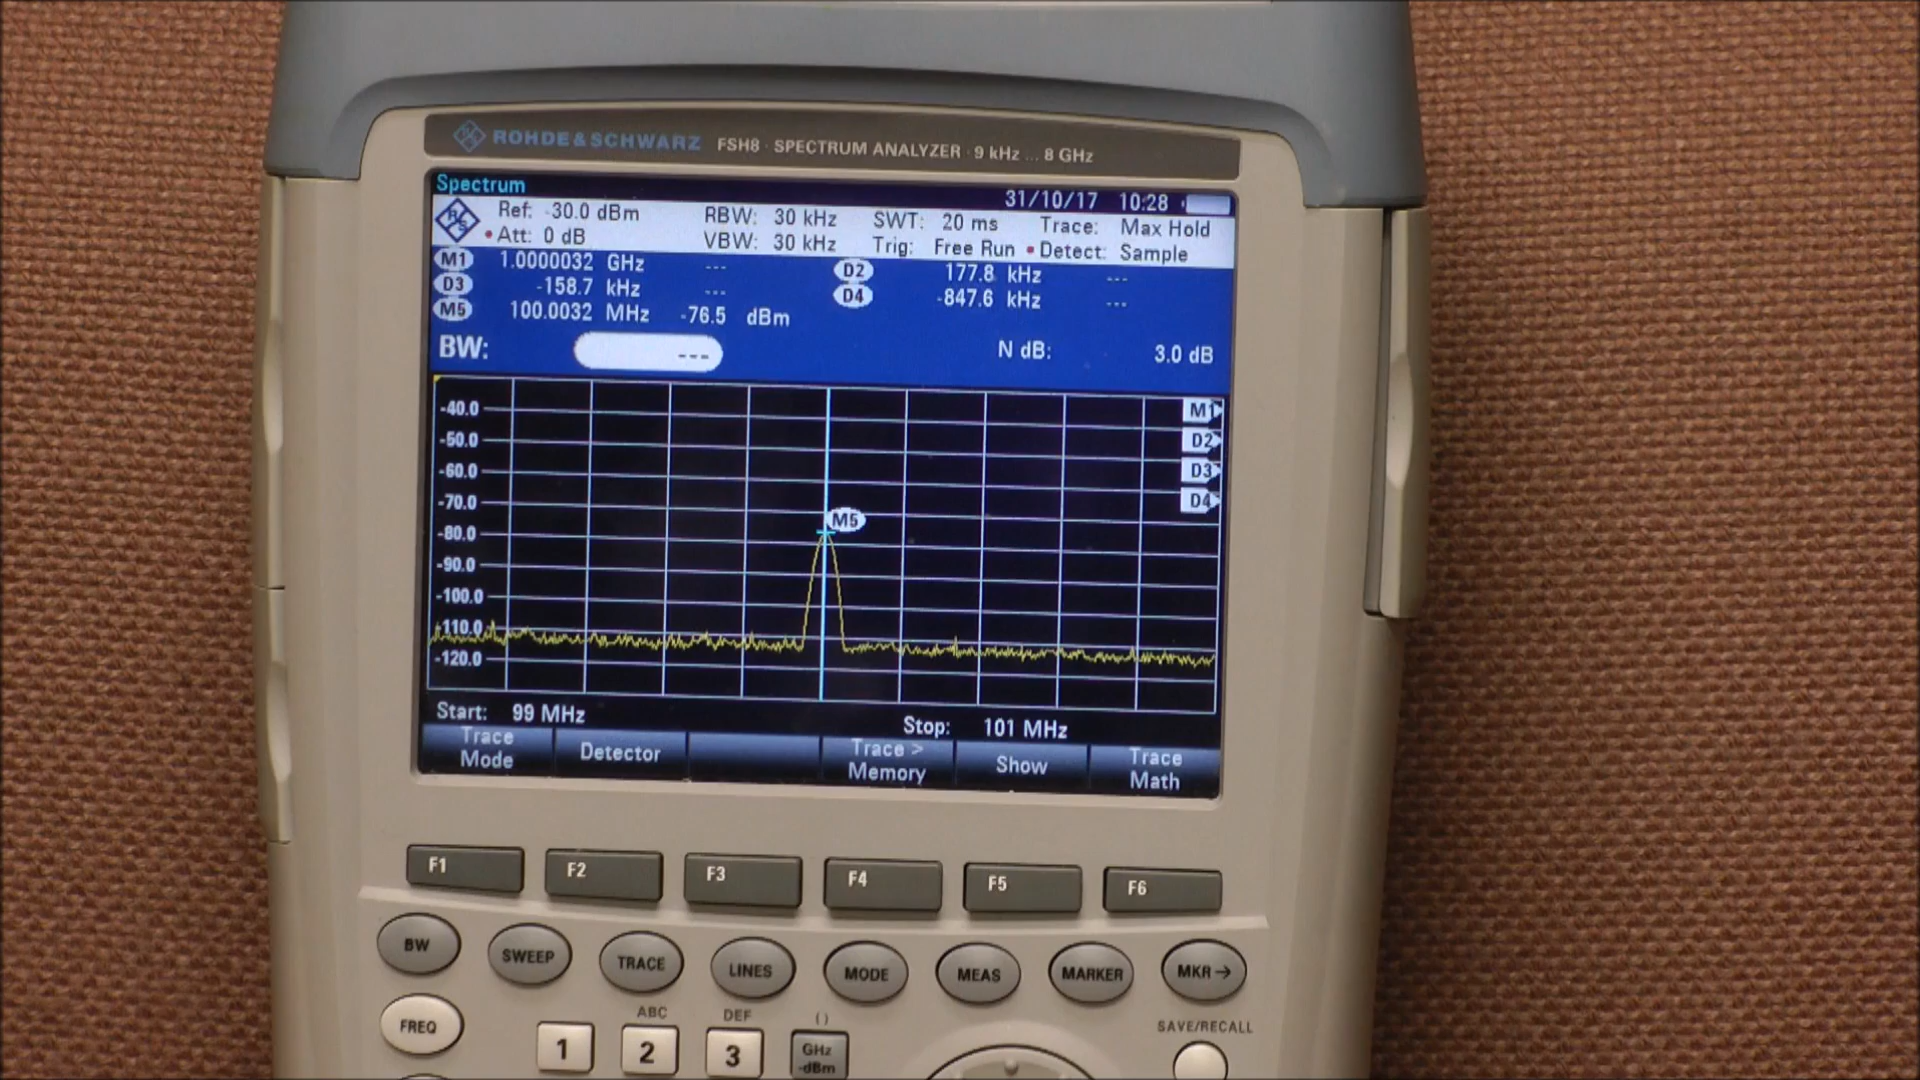 ROHDE&SCHWARZ FSH8 · SPECTRUM ANALYZER · 9 kHz ... 8 GHz
Spectrum 31/10/17 10:28
Ref: -30.0 dBm RBW: 30 kHz SWT: 20 ms Trace: Max Hold
• Att: 0 dB VBW: 30 kHz Trig: Free Run • Detect: Sample
M1 1.0000032 GHz --- D2 177.8 kHz ---
D3 -158.7 kHz --- D4 -847.6 kHz ---
M5 100.0032 MHz -76.5 dBm
BW: --- N dB: 3.0 dB
-40.0 M1
-50.0 D2
-60.0 D3
-70.0 D4
M5
-80.0
-90.0
-100.0
-110.0
-120.0
Start: 99 MHz Stop: 101 MHz
Trace Mode Detector Trace > Memory Show Trace Math
F1 F2 F3 F4 F5 F6
BW SWEEP TRACE LINES MODE MEAS MARKER MKR→
FREQ ABC DEF ( ) SAVE/RECALL
1 2 3 GHz -dBm